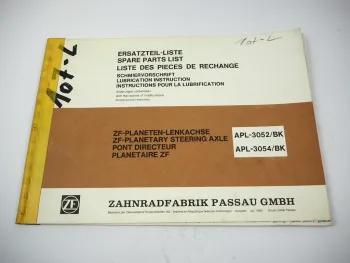 107-L
107-L
ERSATZTEIL-LISTE
SPARE PARTS LIST
LISTE DES PIECES DE RECHANGE
SCHMIERVORSCHRIFT
LUBRICATION INSTRUCTION
INSTRUCTIONS POUR LA LUBRIFICATION
ZF-PLANETEN-LENKACHSE
ZF-PLANETARY STEERING AXLE
PONT DIRECTEUR
PLANETAIRE ZF
APL-3052/BK
APL-3054/BK
ZF
ZAHNRADFABRIK PASSAU GMBH